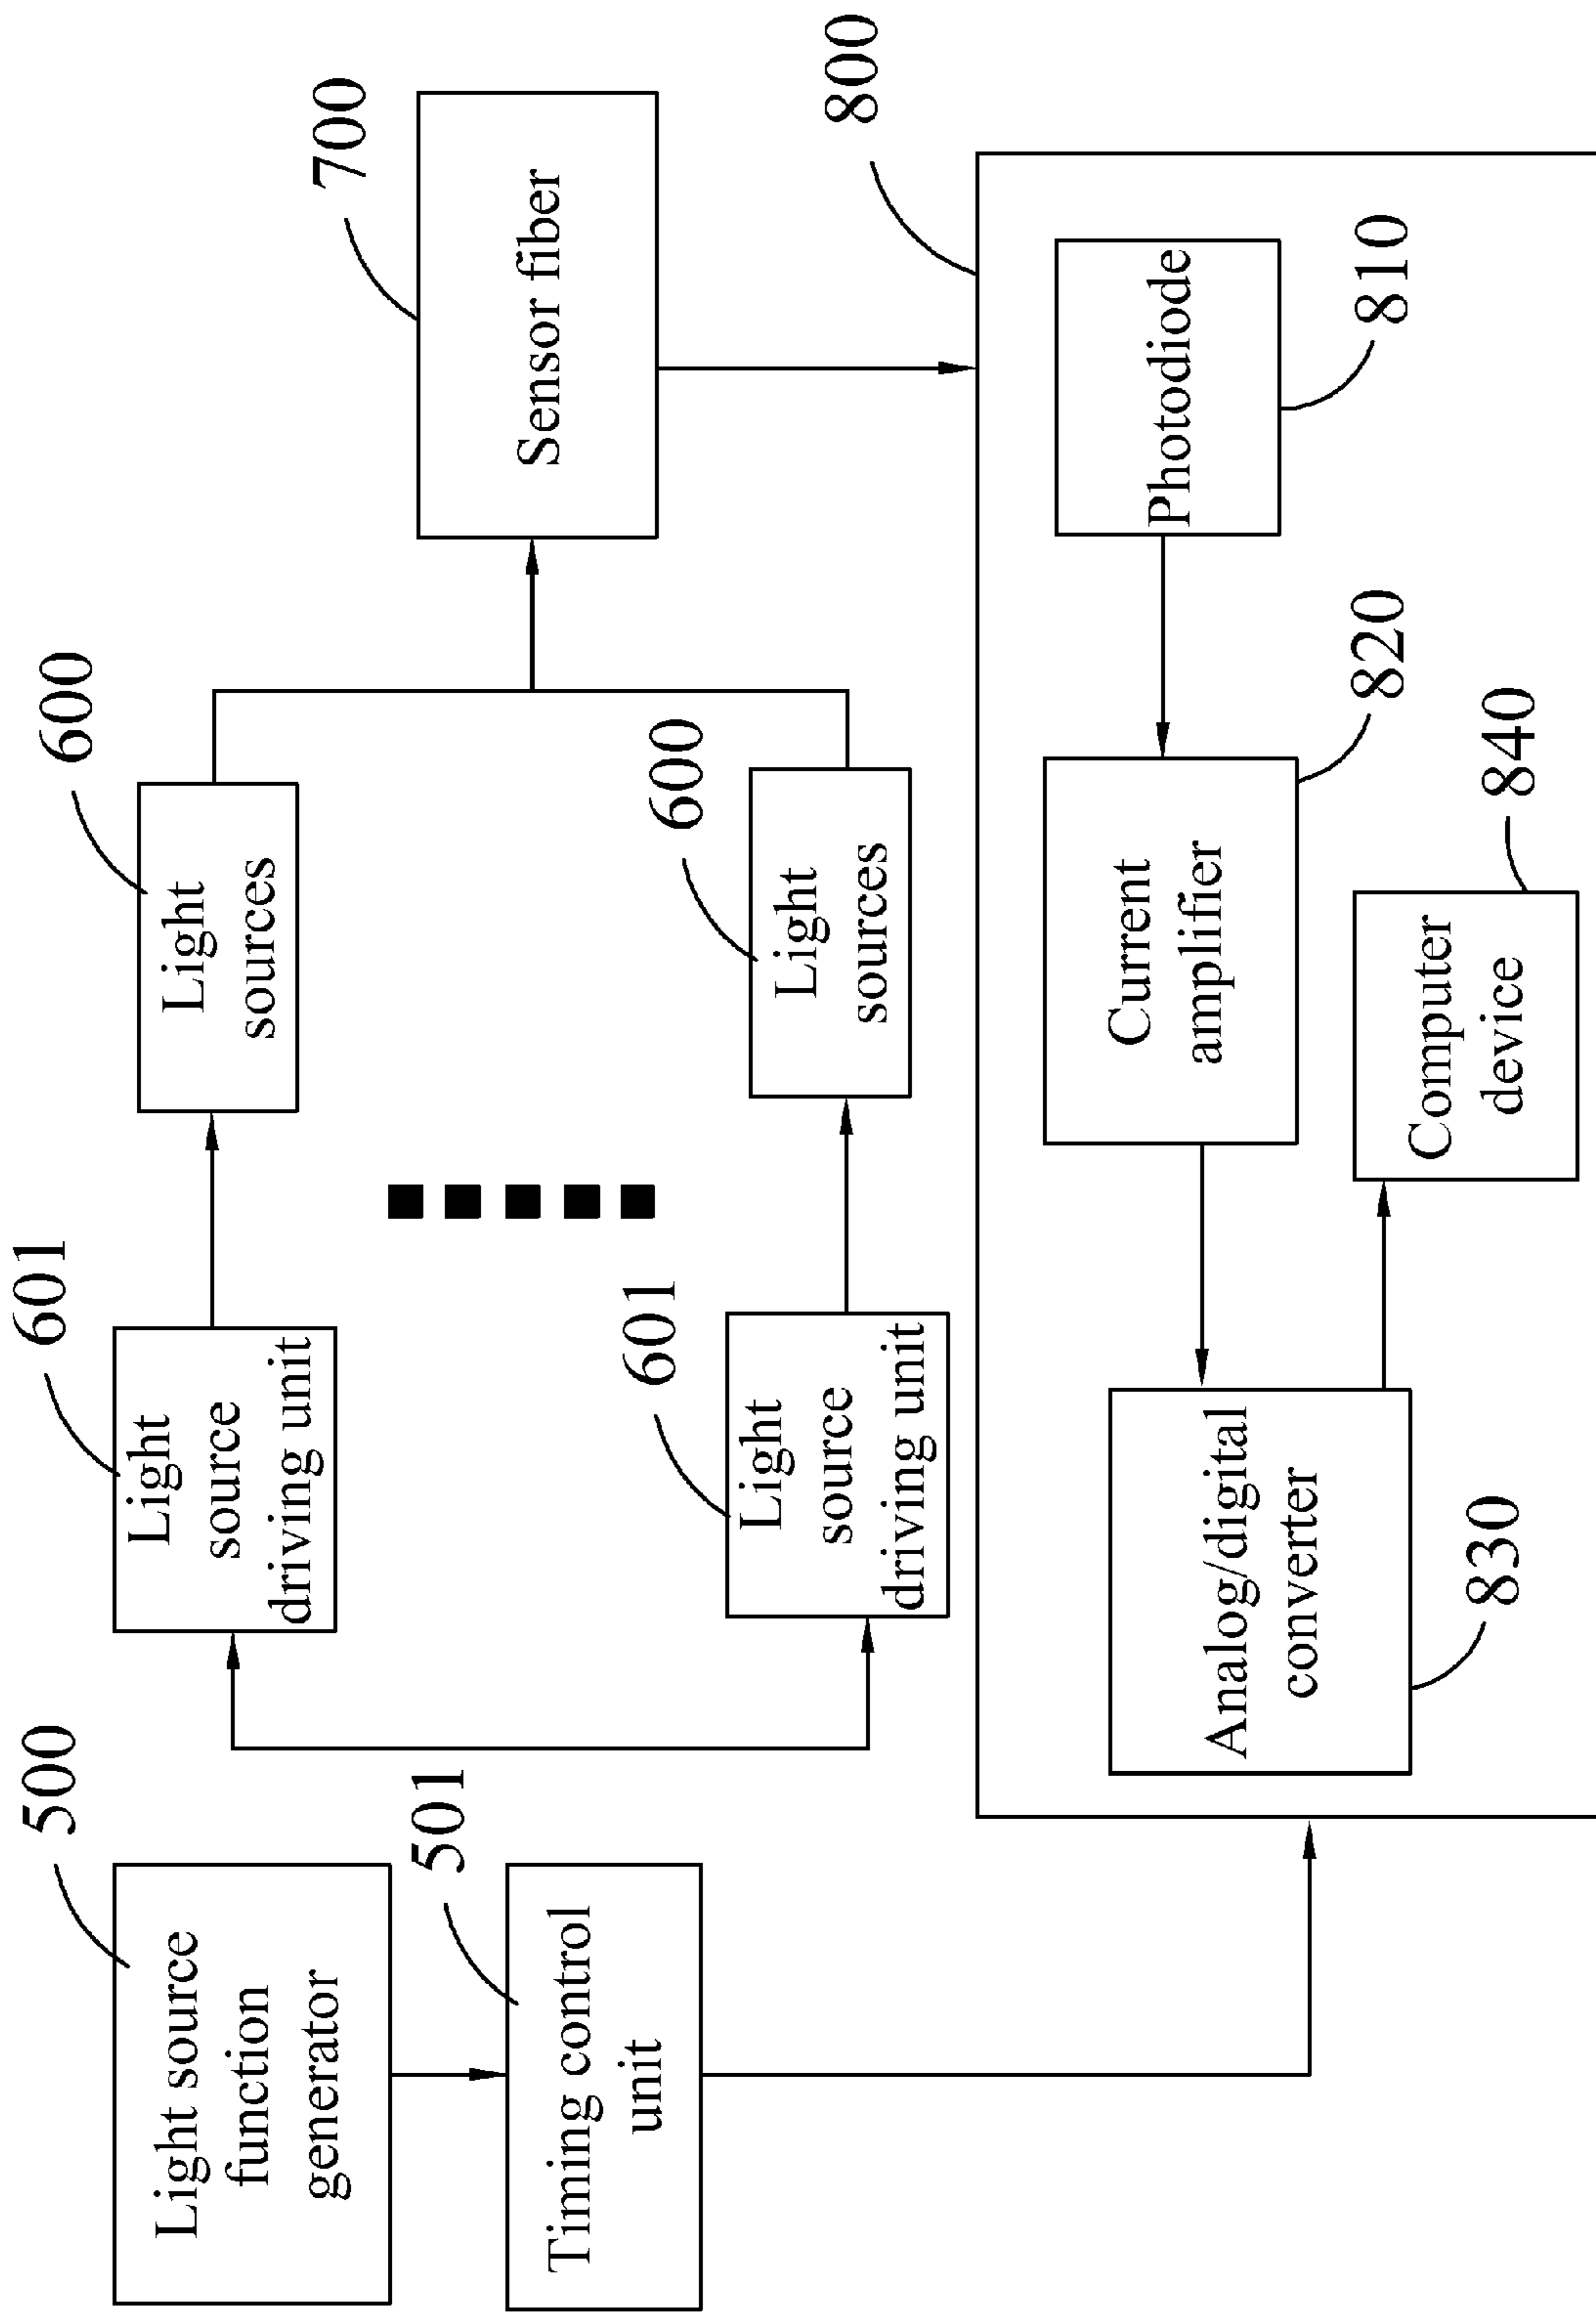 500
Light source
function
generator
501
Timing control
unit
601
Light
source
driving unit
600
Light
sources
601
Light
source
driving unit
600
Light
sources
700
Sensor fiber
800
Photodiode
810
Current
amplifier
820
Analog/digital
converter
830
Computer
device
840